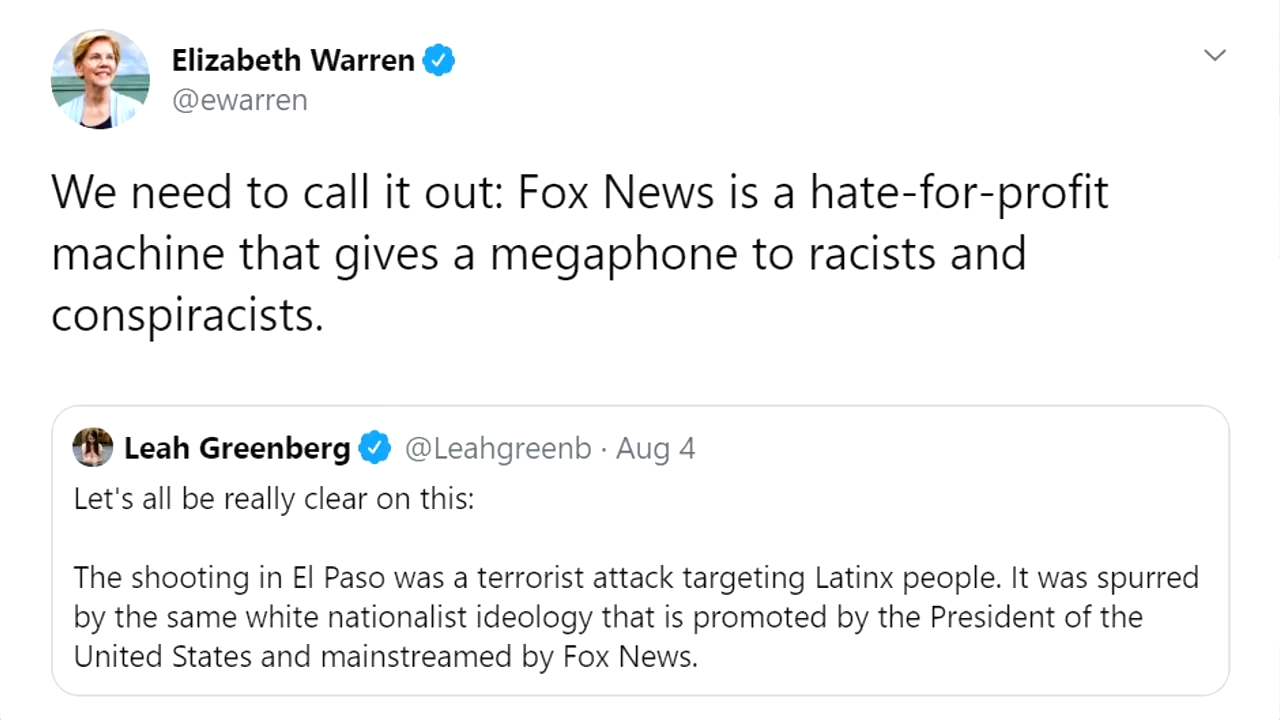 Elizabeth Warren
@ewarren
We need to call it out: Fox News is a hate-for-profit
machine that gives a megaphone to racists and
conspiracists.
Leah Greenberg @Leahgreenb · Aug 4
Let's all be really clear on this:
The shooting in El Paso was a terrorist attack targeting Latinx people. It was spurred
by the same white nationalist ideology that is promoted by the President of the
United States and mainstreamed by Fox News.